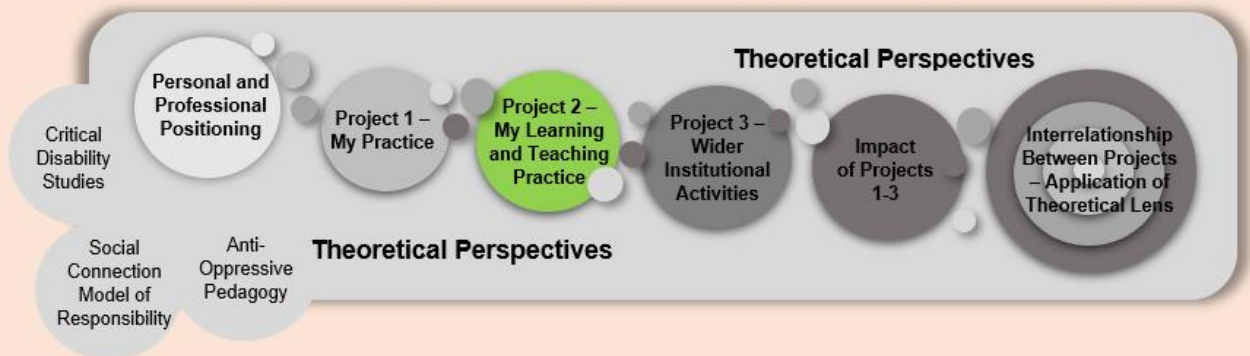 Theoretical Perspectives
Personal and
Professional
Positioning
Project 1 –
My Practice
Project 2 –
My Learning
and Teaching
Practice
Project 3 –
Wider
Institutional
Activities
Impact
of Projects
1-3
Interrelationship
Between Projects
– Application of
Theoretical Lens
Critical
Disability
Studies
Social
Connection
Model of
Responsibility
Anti-
Oppressive
Pedagogy
Theoretical Perspectives